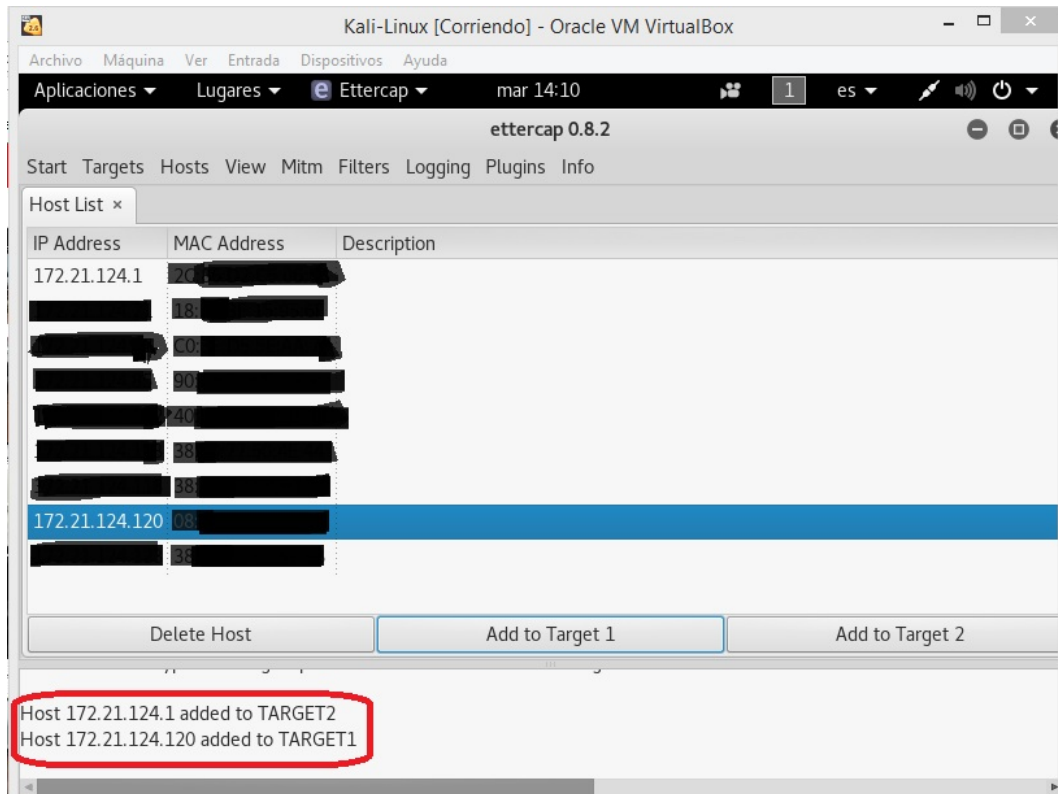 Kali-Linux [Corriendo] - Oracle VM VirtualBox
Archivo Máquina Ver Entrada Dispositivos Ayuda
Aplicaciones Lugares Ettercap mar 14:10 1 es
ettercap 0.8.2
Start Targets Hosts View Mitm Filters Logging Plugins Info
Host List ×
IP Address MAC Address Description
172.21.124.1 2C
18:
C0:
90:
40
38
38:
172.21.124.120 08:
38
Delete Host Add to Target 1 Add to Target 2
Host 172.21.124.1 added to TARGET2
Host 172.21.124.120 added to TARGET1